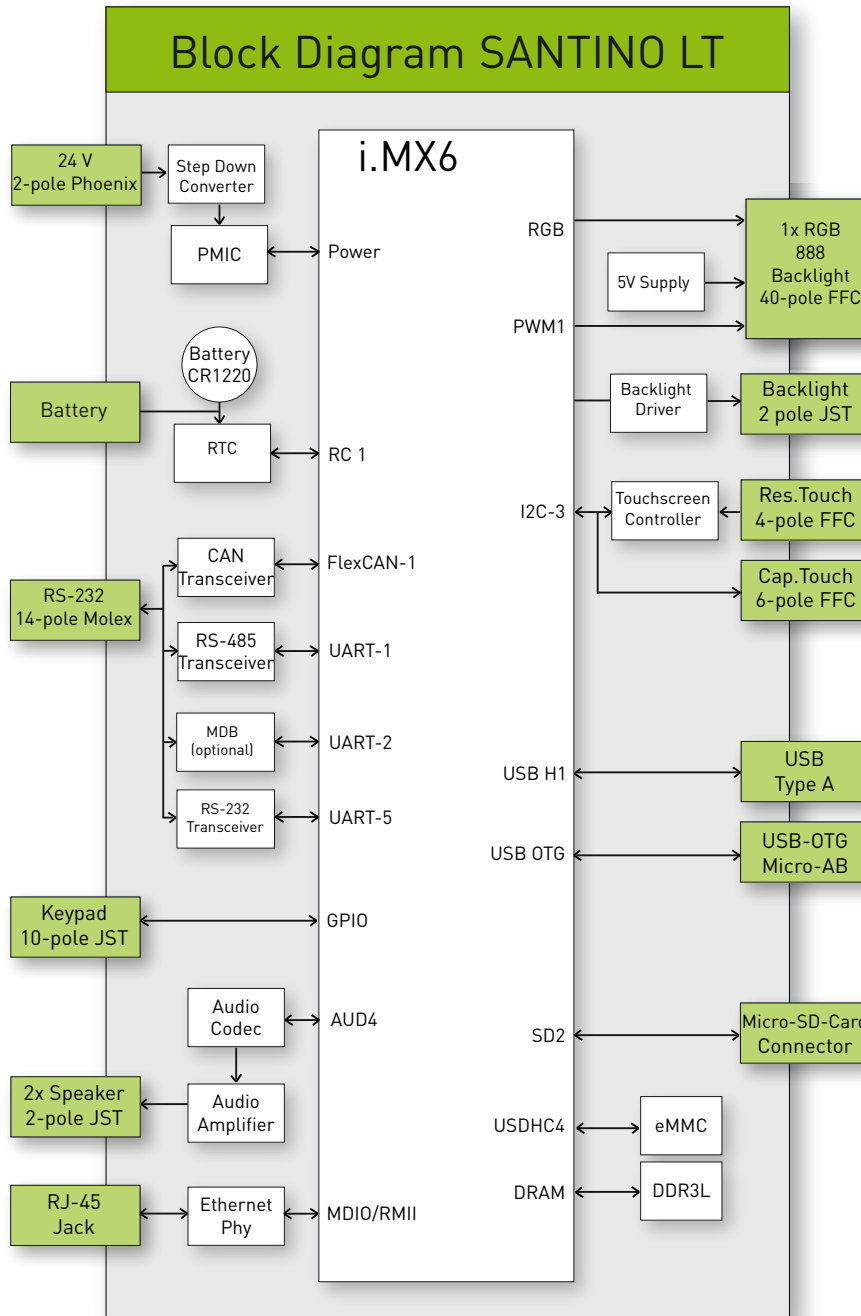 Block Diagram SANTINO LT
i.MX6
24 V
2-pole Phoenix
Step Down
Converter
PMIC
Power
Battery
CR1220
Battery
RTC
RC 1
RS-232
14-pole Molex
CAN
Transceiver
FlexCAN-1
RS-485
Transceiver
UART-1
MDB
(optional)
UART-2
RS-232
Transceiver
UART-5
Keypad
10-pole JST
GPIO
Audio
Codec
AUD4
2x Speaker
2-pole JST
Audio
Amplifier
RJ-45
Jack
Ethernet
Phy
MDIO/RMII
RGB
1x RGB
888
Backlight
40-pole FFC
5V Supply
PWM1
Backlight
Driver
Backlight
2 pole JST
I2C-3
Touchscreen
Controller
Res.Touch
4-pole FFC
Cap.Touch
6-pole FFC
USB H1
USB
Type A
USB OTG
USB-OTG
Micro-AB
SD2
Micro-SD-Card
Connector
USDHC4
eMMC
DRAM
DDR3L